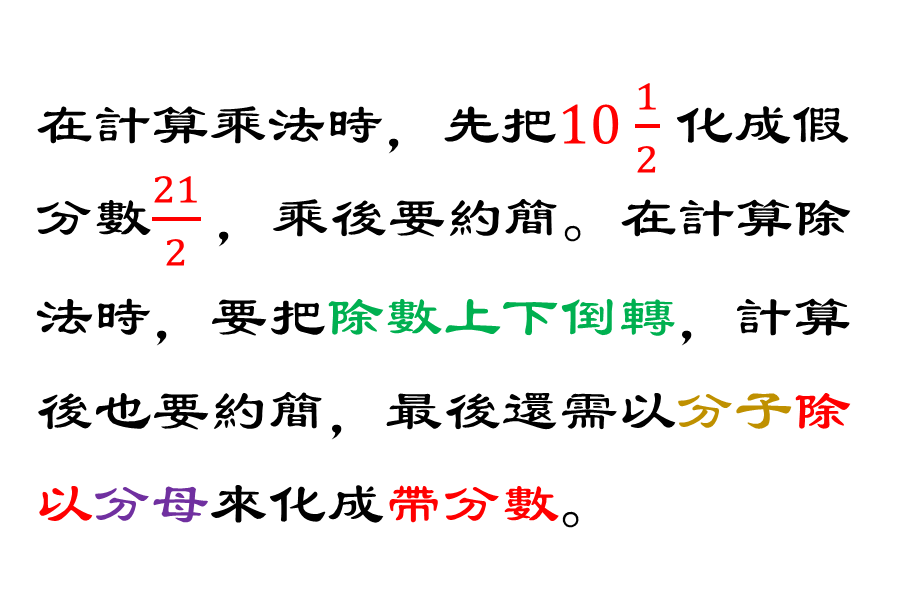 在計算乘法時，先把10 1/2 化成假
分數21/2，乘後要約簡。在計算除
法時，要把除數上下倒轉，計算
後也要約簡，最後還需以分子除
以分母來化成帶分數。